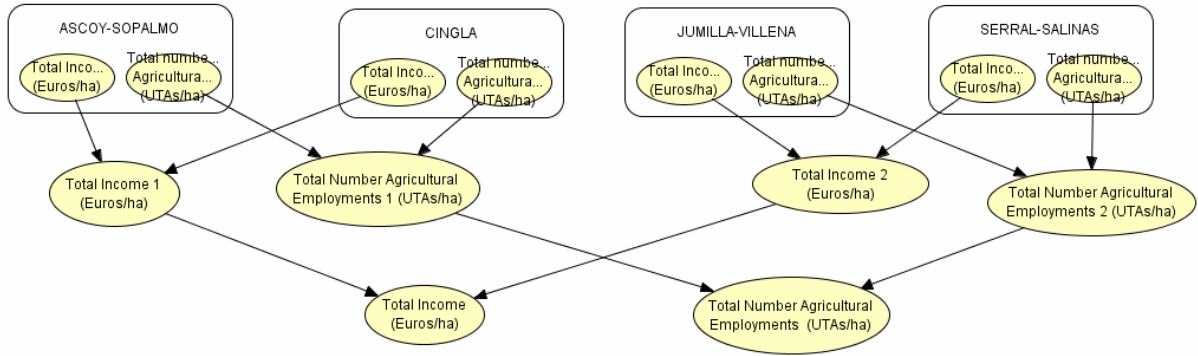 ASCOY-SOPALMO
Total Inco...
(Euros/ha)
Total numbe...
Agricultura...
(UTAs/ha)
CINGLA
Total Inco...
(Euros/ha)
Total numbe...
Agricultura...
(UTAs/ha)
JUMILLA-VILLENA
Total Inco...
(Euros/ha)
Total numbe...
Agricultura...
(UTAs/ha)
SERRAL-SALINAS
Total Inco...
(Euros/ha)
Total numbe...
Agricultura...
(UTAs/ha)
Total Income 1
(Euros/ha)
Total Number Agricultural
Employments 1 (UTAs/ha)
Total Income 2
(Euros/ha)
Total Number Agricultural
Employments 2 (UTAs/ha)
Total Income
(Euros/ha)
Total Number Agricultural
Employments (UTAs/ha)